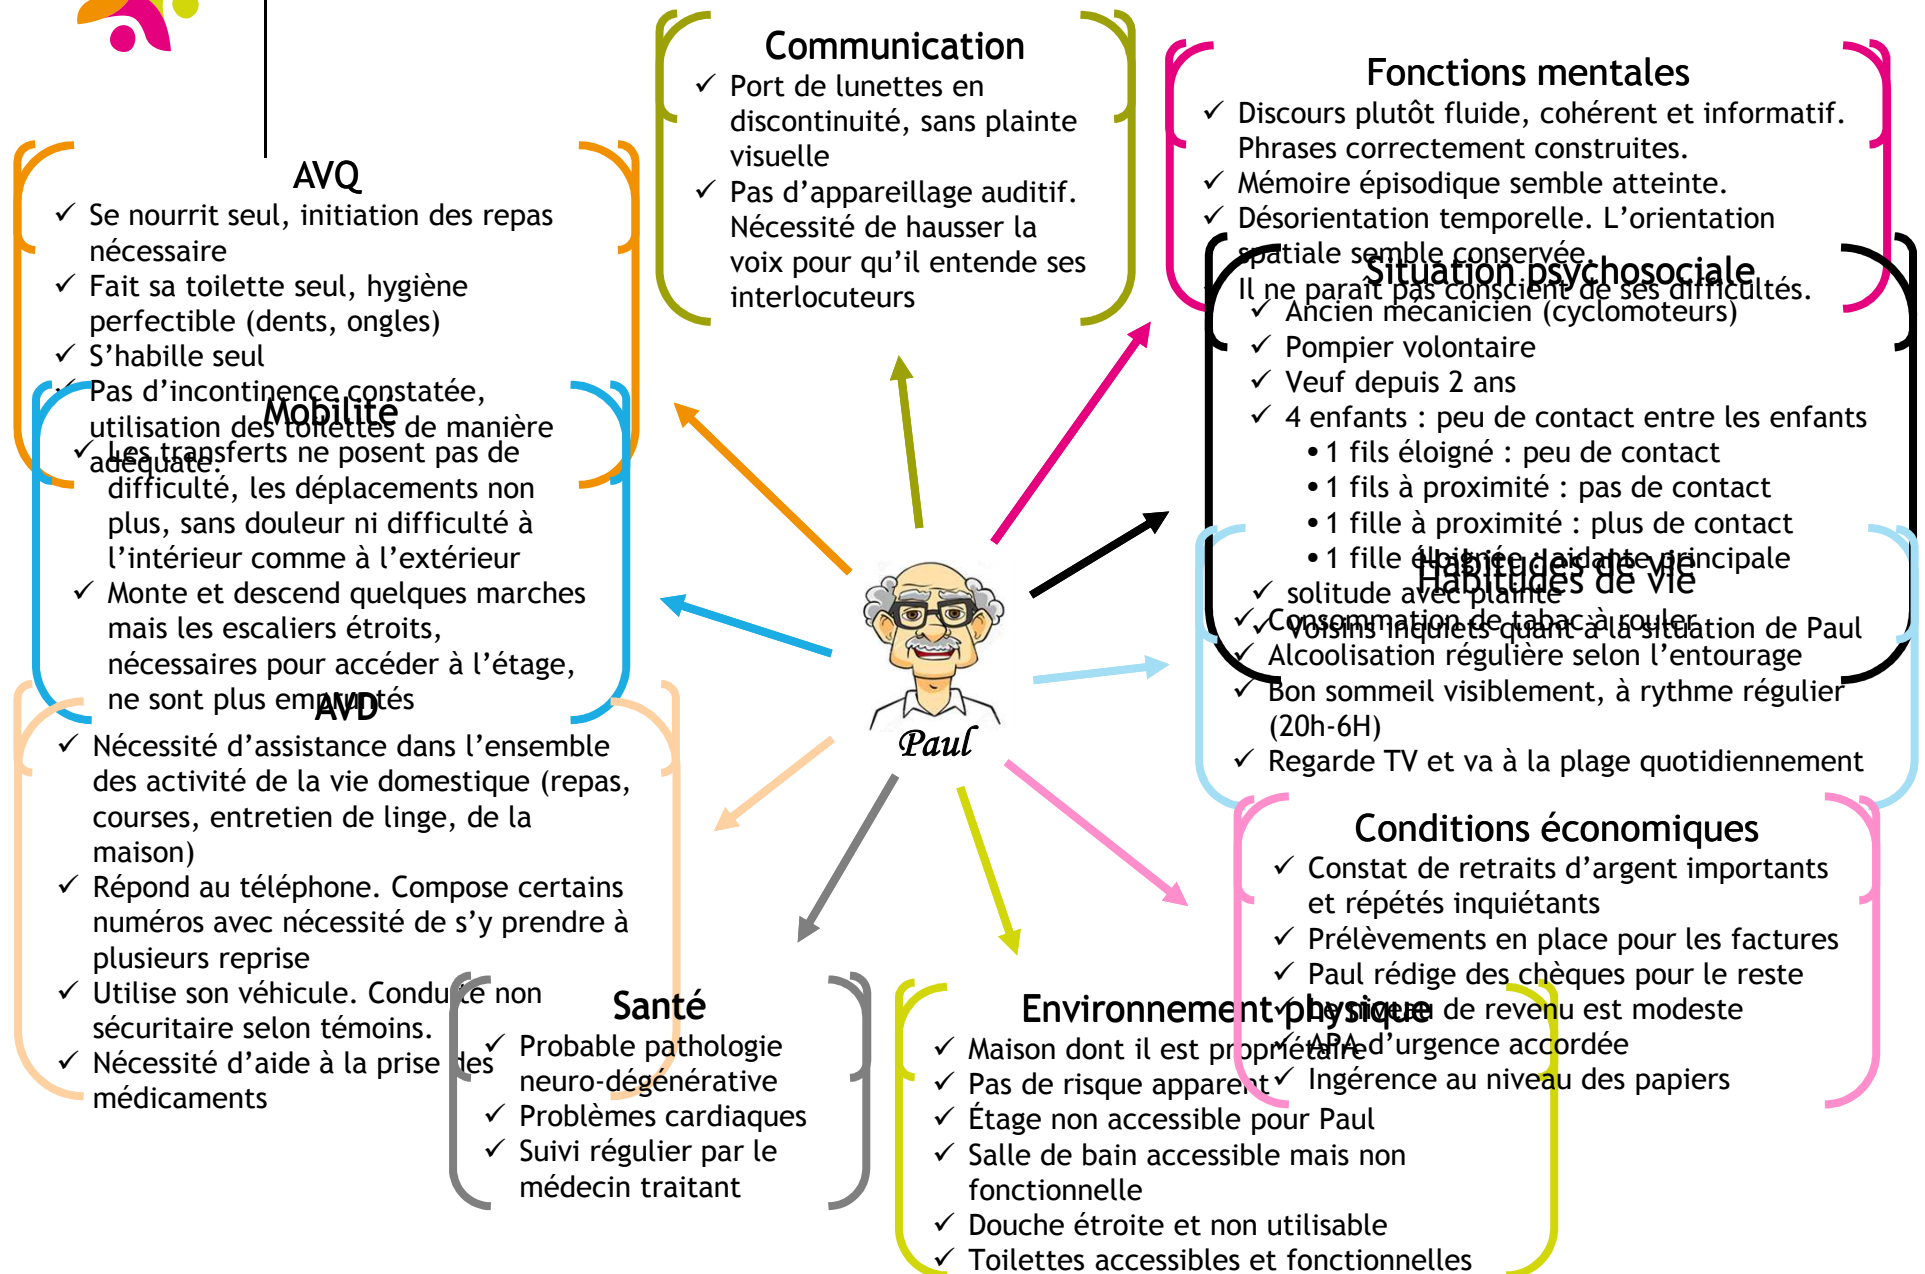 Communication
✓ Port de lunettes en
discontinuité, sans plainte
visuelle
✓ Pas d’appareillage auditif.
Nécessité de hausser la
voix pour qu’il entende ses
interlocuteurs
Fonctions mentales
✓ Discours plutôt fluide, cohérent et informatif.
Phrases correctement construites.
✓ Mémoire épisodique semble atteinte.
✓ Désorientation temporelle. L’orientation
spatiale semble conservée.
Il ne paraît pas conscient de ses difficultés.
AVQ
✓ Se nourrit seul, initiation des repas
nécessaire
✓ Fait sa toilette seul, hygiène
perfectible (dents, ongles)
✓ S’habille seul
✓ Pas d’incontinence constatée,
utilisation des toilettes de manière
adéquate.
Situation psychosociale
✓ Ancien mécanicien (cyclomoteurs)
✓ Pompier volontaire
✓ Veuf depuis 2 ans
✓ 4 enfants : peu de contact entre les enfants
• 1 fils éloigné : peu de contact
• 1 fils à proximité : pas de contact
• 1 fille à proximité : plus de contact
• 1 fille éloignée : aidante principale
✓ solitude avec plainte
✓ Voisins inquiets quant à la situation de Paul
Mobilité
✓ Les transferts ne posent pas de
difficulté, les déplacements non
plus, sans douleur ni difficulté à
l’intérieur comme à l’extérieur
✓ Monte et descend quelques marches
mais les escaliers étroits,
nécessaires pour accéder à l’étage,
ne sont plus empruntés
Habitudes de vie
Habitudes de vie
✓ Consommation de tabac à rouler
✓ Alcoolisation régulière selon l’entourage
✓ Bon sommeil visiblement, à rythme régulier
(20h-6H)
✓ Regarde TV et va à la plage quotidiennement
Paul
AVD
✓ Nécessité d’assistance dans l’ensemble
des activité de la vie domestique (repas,
courses, entretien de linge, de la
maison)
✓ Répond au téléphone. Compose certains
numéros avec nécessité de s’y prendre à
plusieurs reprise
✓ Utilise son véhicule. Conduite non
sécuritaire selon témoins.
✓ Nécessité d’aide à la prise des
médicaments
Conditions économiques
✓ Constat de retraits d’argent importants
et répétés inquiétants
✓ Prélèvements en place pour les factures
✓ Paul rédige des chèques pour le reste
✓ Le niveau de revenu est modeste
✓ APA d’urgence accordée
✓ Ingérence au niveau des papiers
Santé
✓ Probable pathologie
neuro-dégénérative
✓ Problèmes cardiaques
✓ Suivi régulier par le
médecin traitant
Environnement physique
✓ Maison dont il est propriétaire
✓ Pas de risque apparent
✓ Étage non accessible pour Paul
✓ Salle de bain accessible mais non
fonctionnelle
✓ Douche étroite et non utilisable
✓ Toilettes accessibles et fonctionnelles